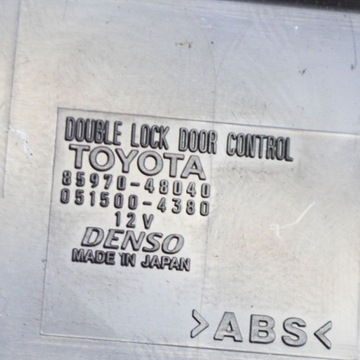 DOUBLE LOCK DOOR CONTROL
TOYOTA
85970-48040
051500-4380
12V
DENSO
MADE IN JAPAN
>ABS<